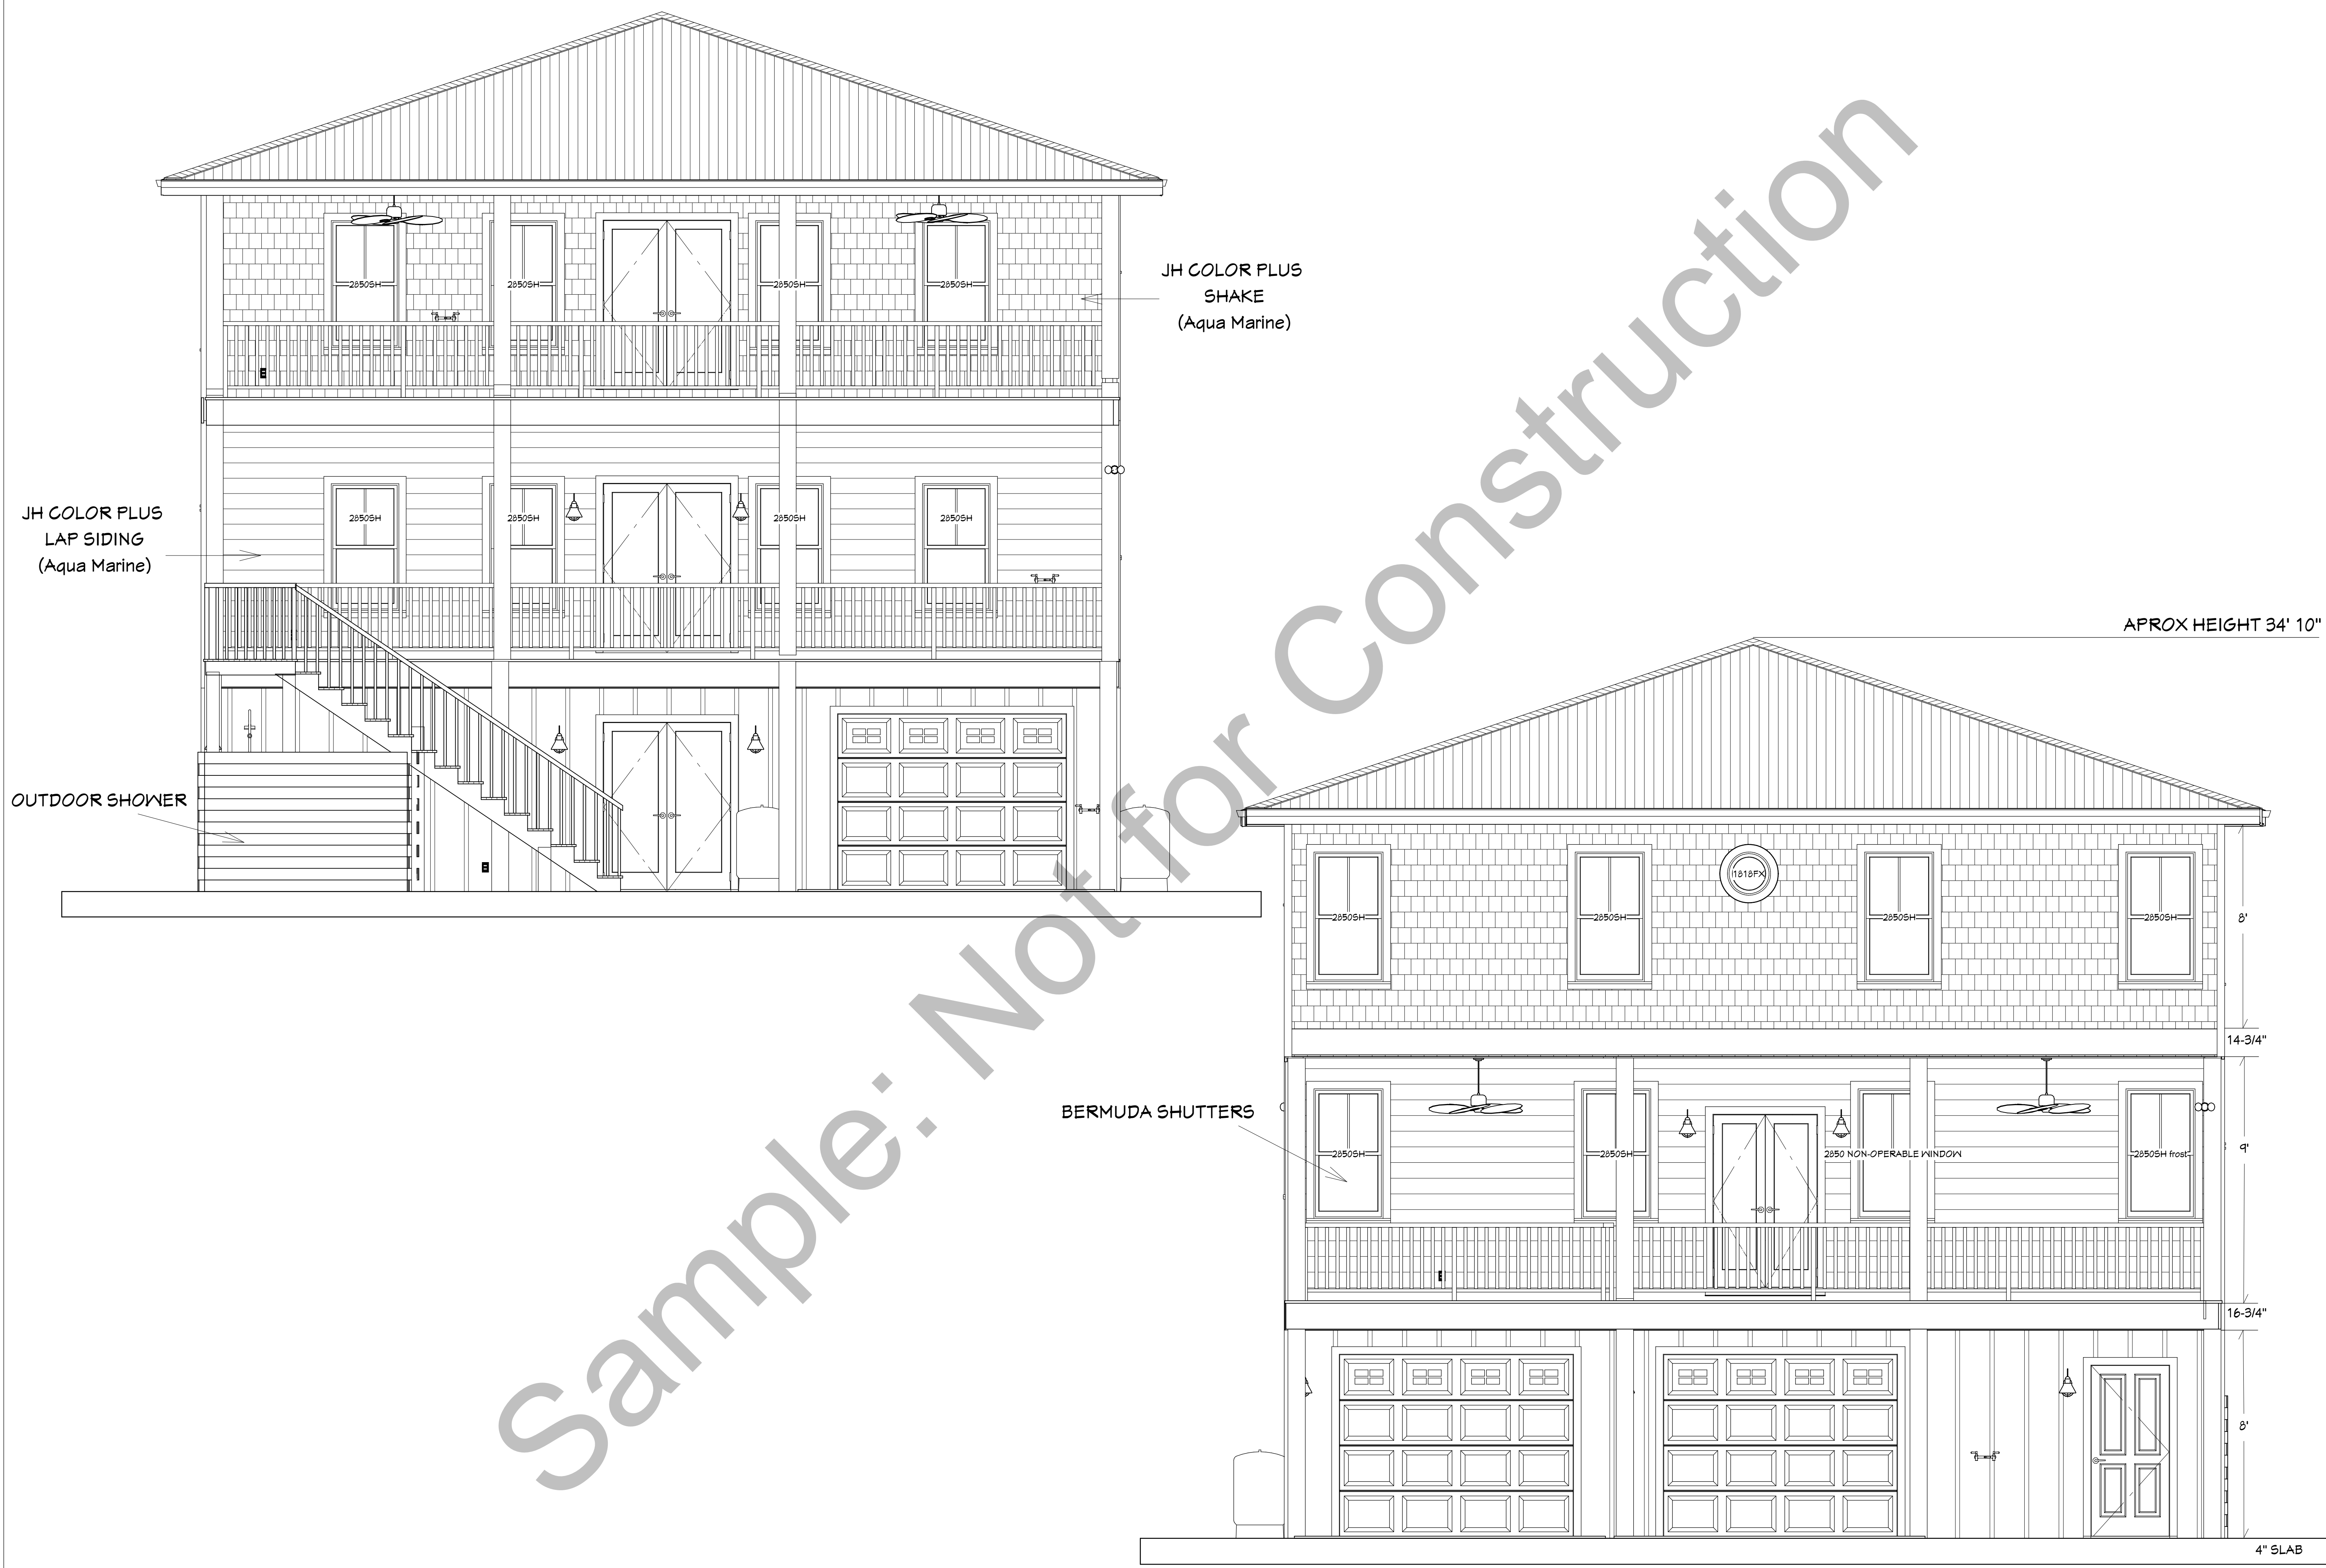 2850SH
2850SH
2850SH
2850SH
JH COLOR PLUS
SHAKE
(Aqua Marine)
2850SH
2850SH
2850SH
2850SH
JH COLOR PLUS
LAP SIDING
(Aqua Marine)
OUTDOOR SHOWER
Sample: Not for Construction
APROX HEIGHT 34' 10"
1818FX
2850SH
2850SH
2850SH
2850SH
8'
14-3/4"
BERMUDA SHUTTERS
2850SH
2850SH
2850 NON-OPERABLE WINDOW
2850SH frost
9'
16-3/4"
8'
4" SLAB